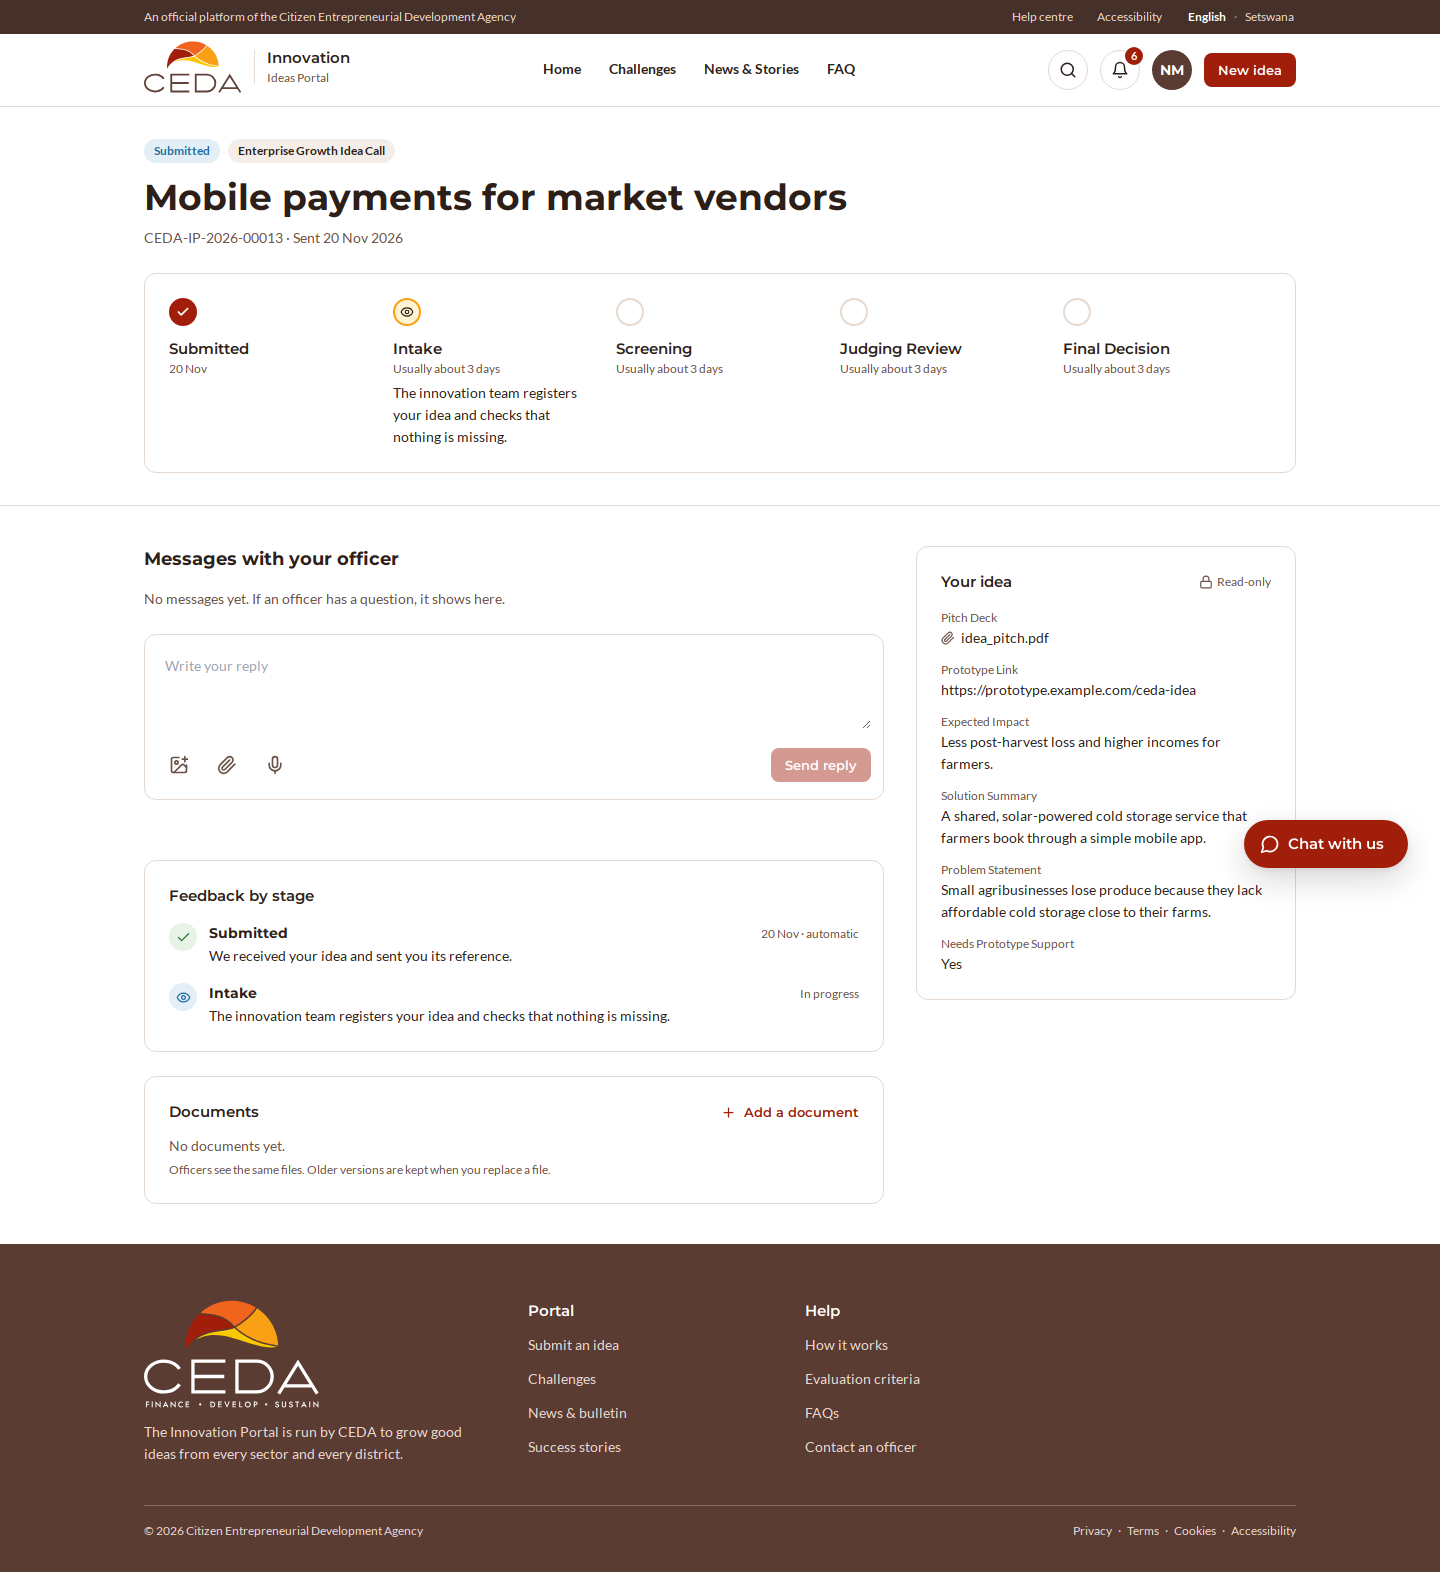 An official platform of the Citizen Entrepreneurial Development Agency
Help centre
Accessibility
English · Setswana
CEDA
Innovation
Ideas Portal
Home
Challenges
News & Stories
FAQ
6
NM
New idea
Submitted
Enterprise Growth Idea Call
Mobile payments for market vendors
CEDA-IP-2026-00013 · Sent 20 Nov 2026
Submitted
20 Nov
Intake
Usually about 3 days
The innovation team registers
your idea and checks that
nothing is missing.
Screening
Usually about 3 days
Judging Review
Usually about 3 days
Final Decision
Usually about 3 days
Messages with your officer
No messages yet. If an officer has a question, it shows here.
Write your reply
Send reply
Feedback by stage
Submitted
20 Nov · automatic
We received your idea and sent you its reference.
Intake
In progress
The innovation team registers your idea and checks that nothing is missing.
Documents
Add a document
No documents yet.
Officers see the same files. Older versions are kept when you replace a file.
Your idea
Read-only
Pitch Deck
idea_pitch.pdf
Prototype Link
https://prototype.example.com/ceda-idea
Expected Impact
Less post-harvest loss and higher incomes for
farmers.
Solution Summary
A shared, solar-powered cold storage service that
farmers book through a simple mobile app.
Problem Statement
Small agribusinesses lose produce because they lack
affordable cold storage close to their farms.
Needs Prototype Support
Yes
Chat with us
CEDA
FINANCE • DEVELOP • SUSTAIN
The Innovation Portal is run by CEDA to grow good
ideas from every sector and every district.
Portal
Submit an idea
Challenges
News & bulletin
Success stories
Help
How it works
Evaluation criteria
FAQs
Contact an officer
© 2026 Citizen Entrepreneurial Development Agency
Privacy · Terms · Cookies · Accessibility